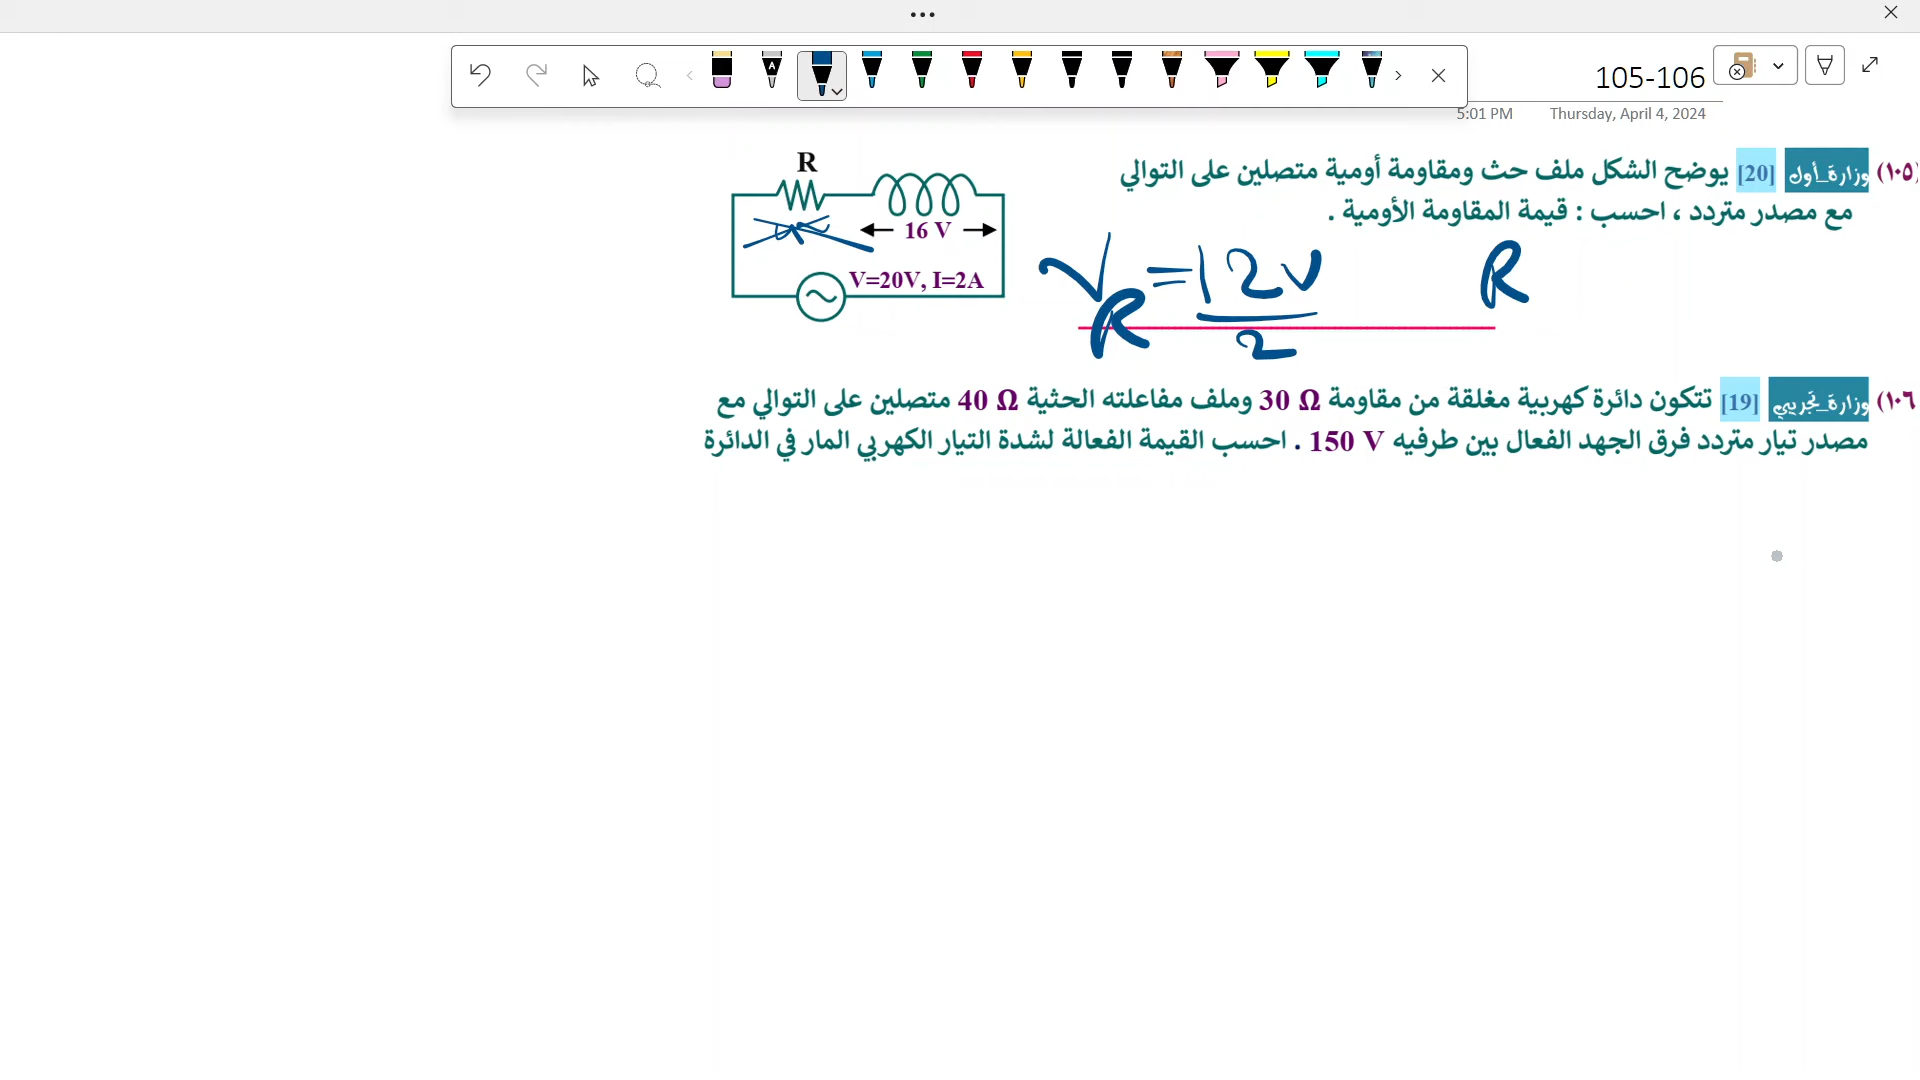 105-106
5:01 PM Thursday, April 4, 2024
١٠٥) وزارة_أول [20] يوضح الشكل ملف حث ومقاومة أومية متصلين على التوالي
مع مصدر متردد ، احسب : قيمة المقاومة الأومية .
R
16 V
V=20V, I=2A
V_R = 12V
2
R
١٠٦) وزارة_تجريبي [19] تتكون دائرة كهربية مغلقة من مقاومة 30 Ω وملف مفاعلته الحثية 40 Ω متصلين على التوالي مع
مصدر تيار متردد فرق الجهد الفعال بين طرفيه 150 V . احسب القيمة الفعالة لشدة التيار الكهربي المار في الدائرة